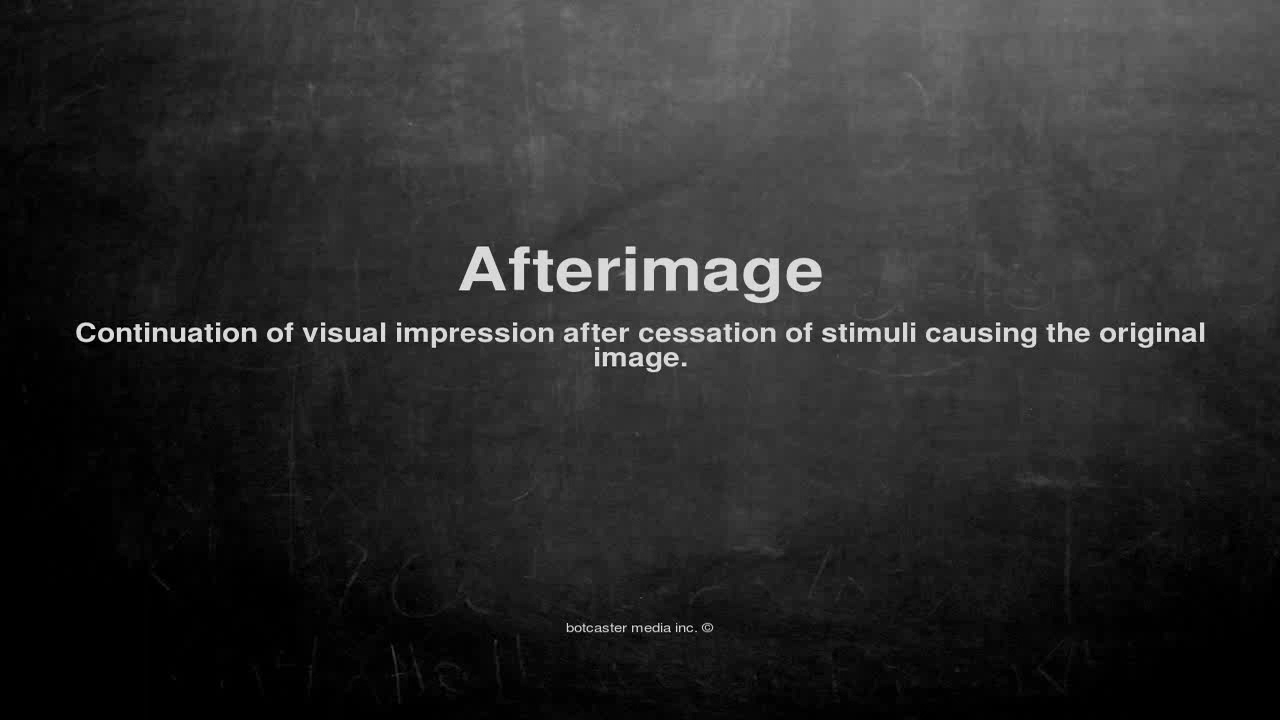 Afterimage
Continuation of visual impression after cessation of stimuli causing the original
image.
botcaster media inc. ©